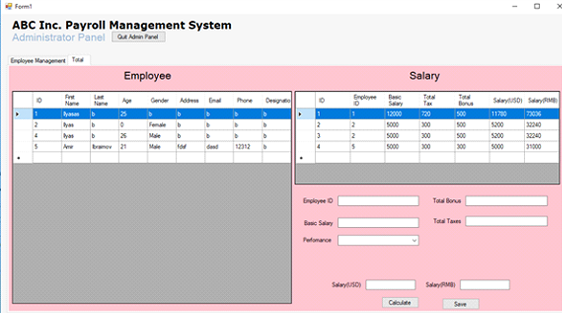 Form1
ABC Inc. Payroll Management System
Administrator Panel Quit Admin Panel
Employee Management Total
Employee Salary
ID First Name Last Name Age Gender Address Email Phone Designatio
1 Ilyasus b 25 b b b b b
2 Ilyas b 0 Female b b b b
4 Ilyas b 26 Male b b b b
5 Amir Ibraimov 21 Male fdsf dasd 12312 b
ID Employee ID Basic Salary Total Tax Total Bonus Salary(USD) Salary(RMB)
1 1 12000 720 500 11780 73036
2 2 5000 300 500 5200 32240
3 2 5000 300 500 5200 32240
4 5 5000 300 300 5000 31000
Employee ID Total Bonus
Basic Salary Total Taxes
Perfomance
Salary(USD) Salary(RMB)
Calculate Save